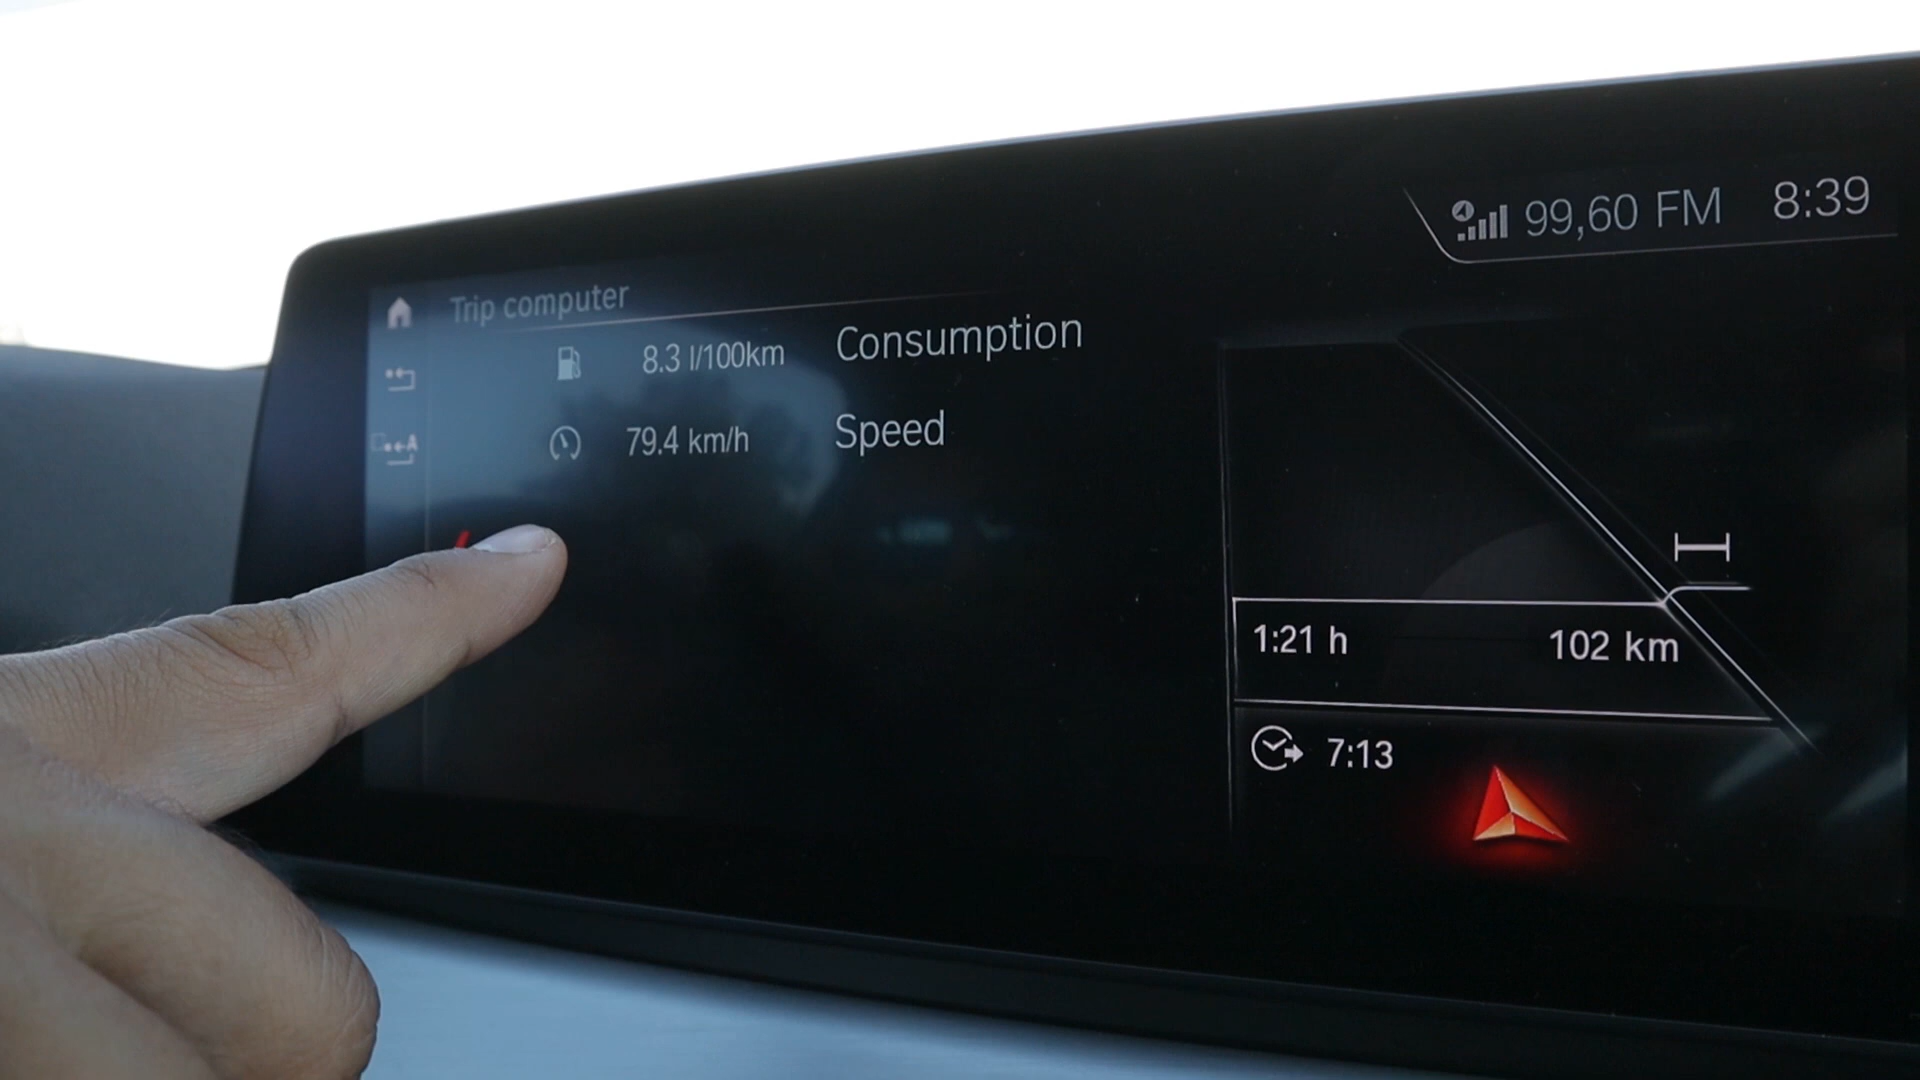 99,60 FM 8:39
Trip computer
8.3 l/100km Consumption
79.4 km/h Speed
1:21 h 102 km
7:13